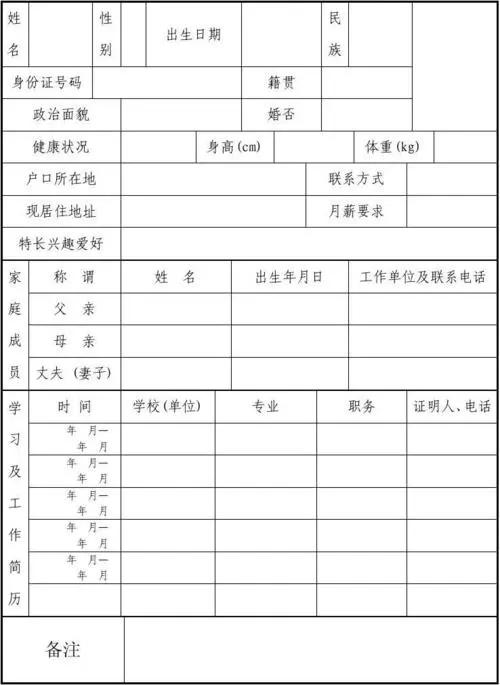 姓名 性别 出生日期 民族
身份证号码 籍贯
政治面貌 婚否
健康状况 身高(cm) 体重(kg)
户口所在地 联系方式
现居住地址 月薪要求
特长兴趣爱好
家庭成员 称谓 姓名 出生年月日 工作单位及联系电话
父亲
母亲
丈夫(妻子)
学习及工作简历 时间 学校(单位) 专业 职务 证明人、电话
年 月—
年 月
年 月—
年 月
年 月—
年 月
年 月—
年 月
年 月—
年 月
备注